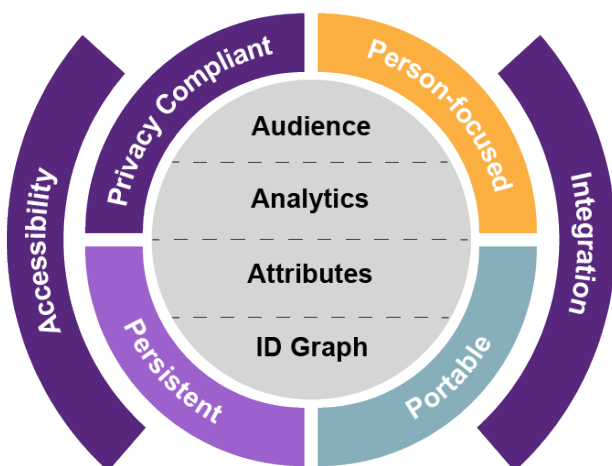 Privacy Compliant
Person-focused
Accessibility
Integration
Audience
Analytics
Attributes
ID Graph
Persistent
Portable